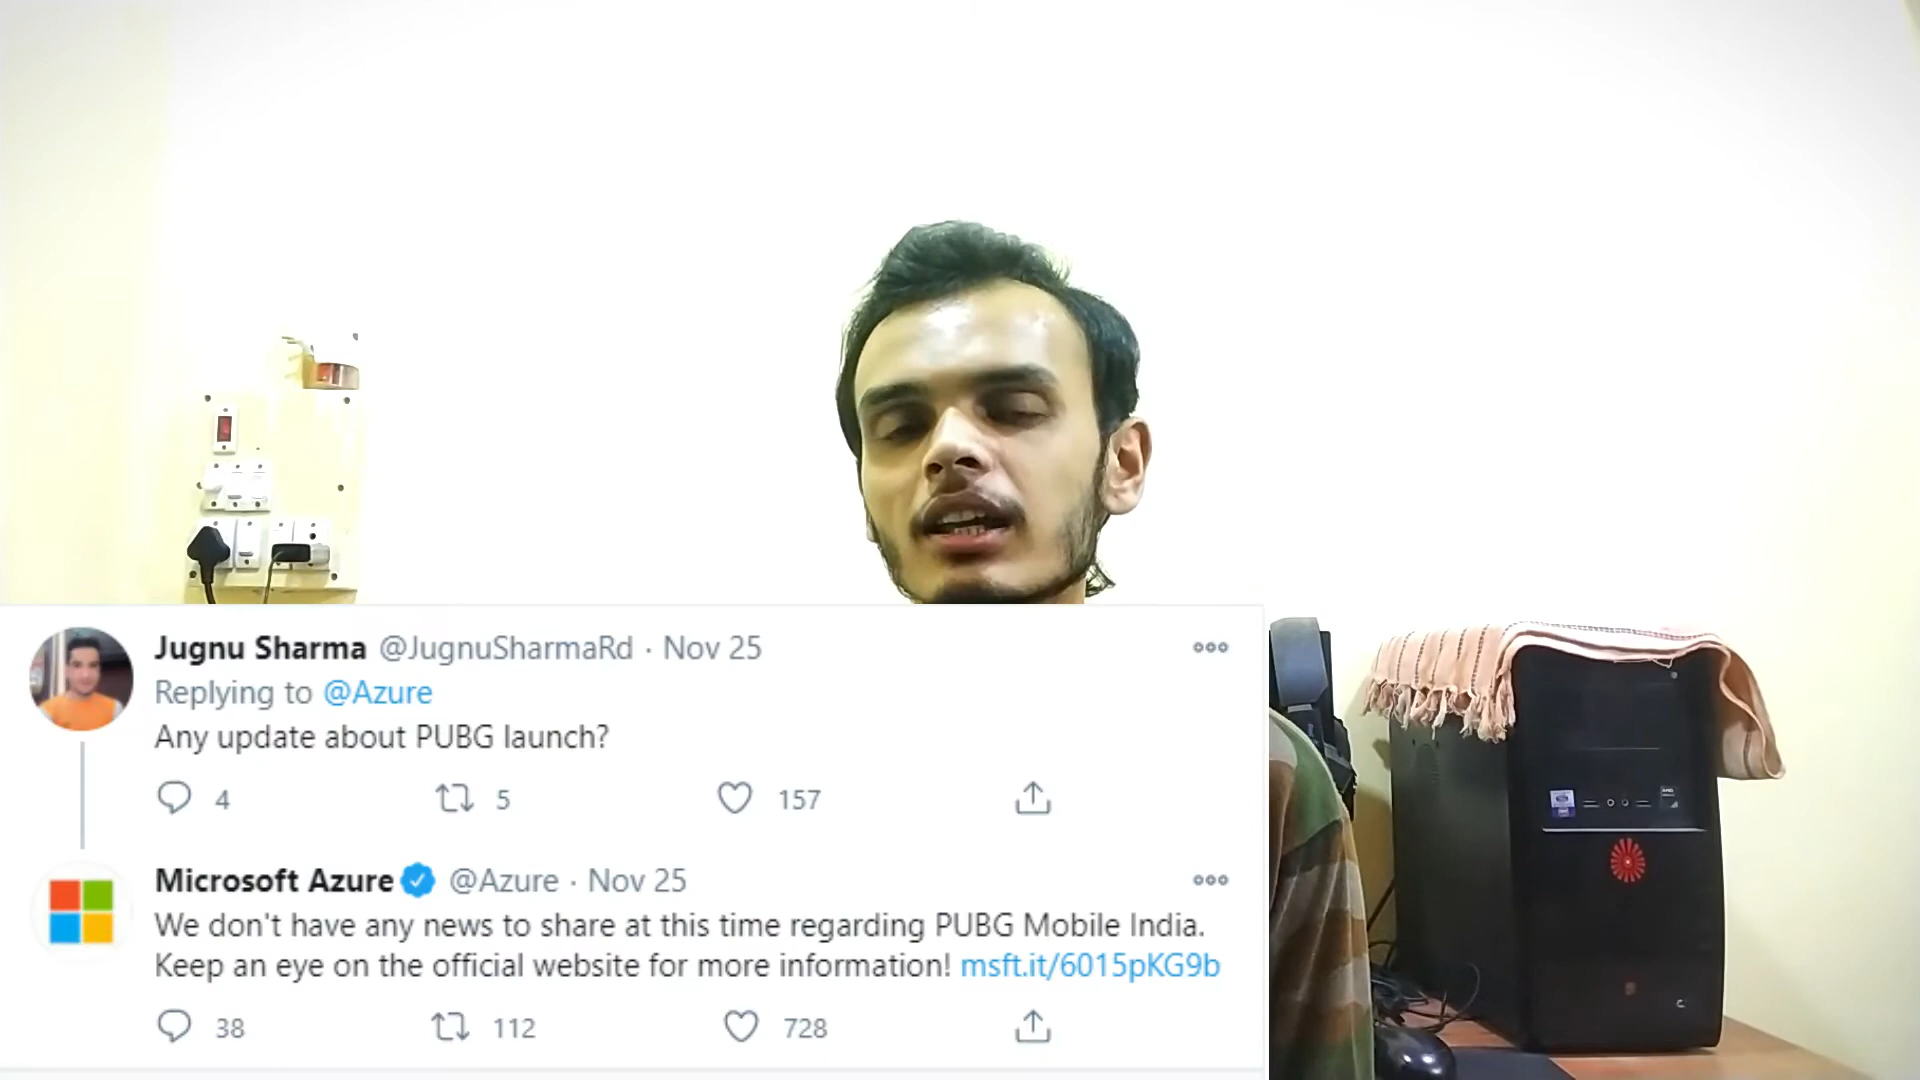 Jugnu Sharma @JugnuSharmaRd · Nov 25
Replying to @Azure
Any update about PUBG launch?
4 5 157
Microsoft Azure @Azure · Nov 25
We don't have any news to share at this time regarding PUBG Mobile India.
Keep an eye on the official website for more information! msft.it/6015pKG9b
38 112 728